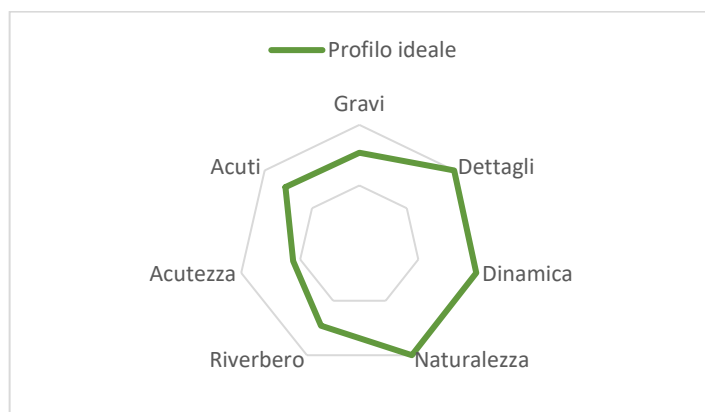 Profilo ideale
Gravi
Dettagli
Dinamica
Naturalezza
Riverbero
Acutezza
Acuti